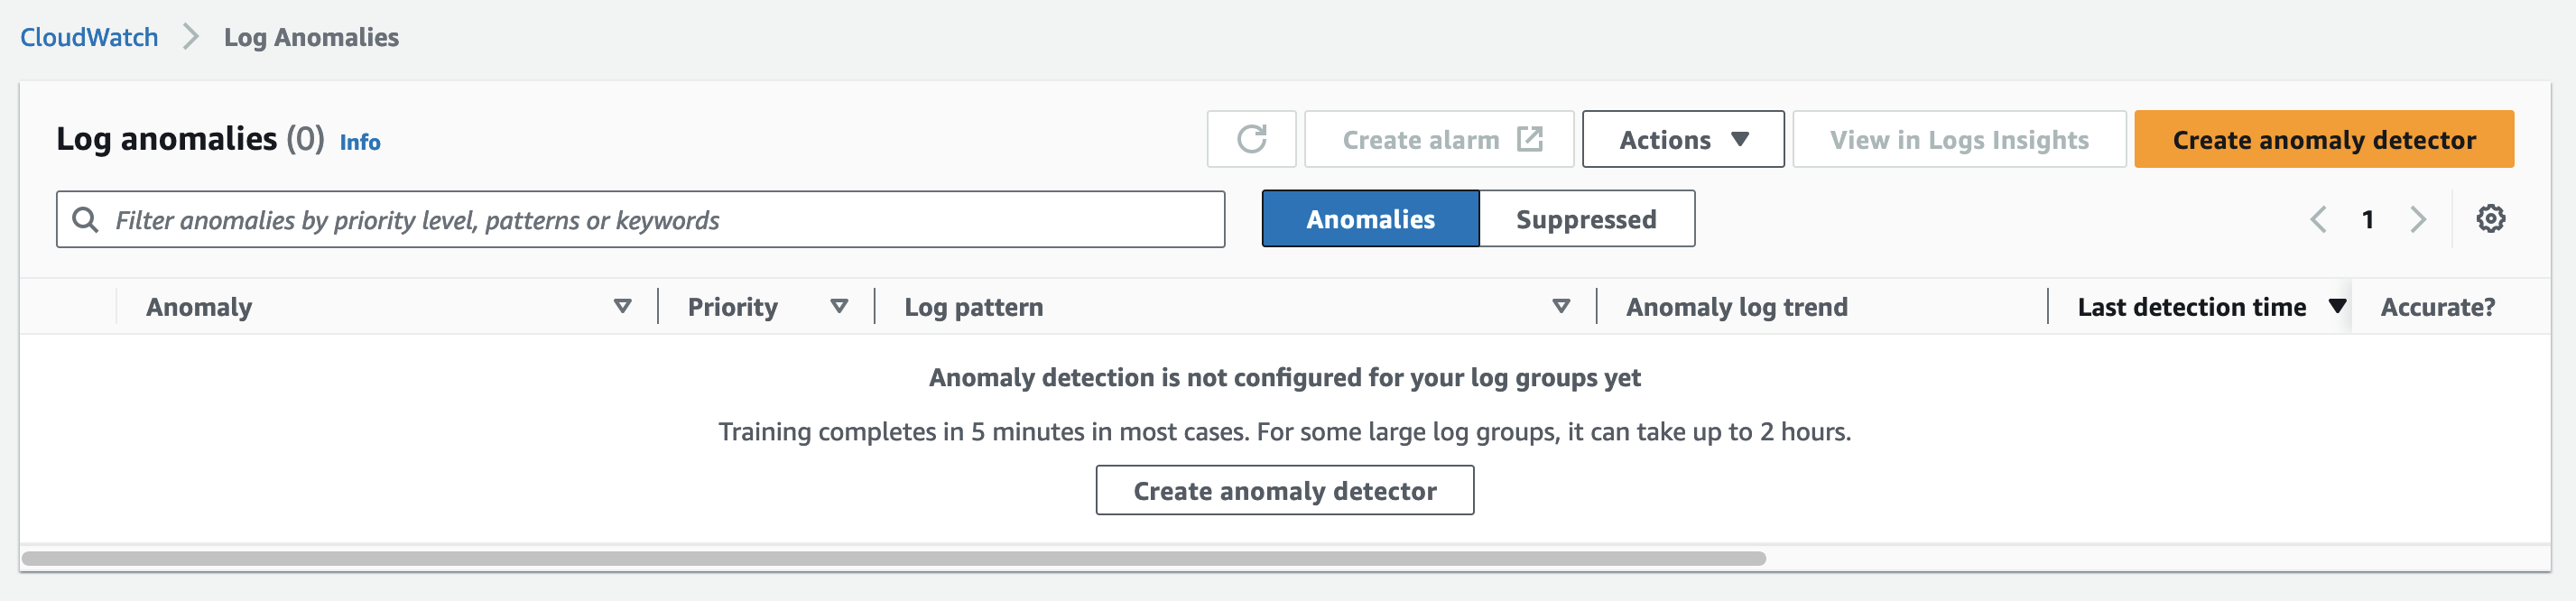 CloudWatch > Log Anomalies
Log anomalies (0) Info
Create alarm
Actions
View in Logs Insights
Create anomaly detector
Filter anomalies by priority level, patterns or keywords
Anomalies
Suppressed
1
Anomaly
Priority
Log pattern
Anomaly log trend
Last detection time
Accurate?
Anomaly detection is not configured for your log groups yet
Training completes in 5 minutes in most cases. For some large log groups, it can take up to 2 hours.
Create anomaly detector